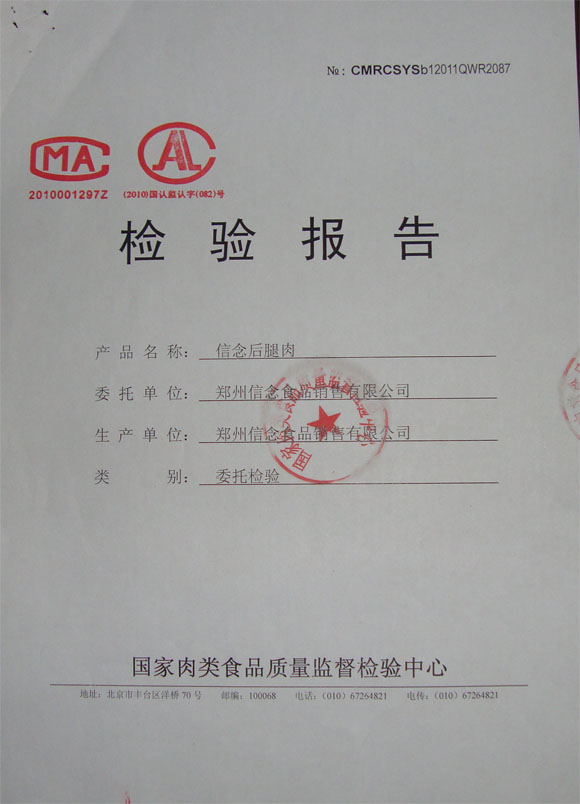 №: CMRCSYSb12011QWR2087
MA
AL
2010001297Z
(2010)国认监认字(082)号
检验报告
产品名称: 信念后腿肉
委托单位: 郑州信念食品销售有限公司
生产单位: 郑州信念食品销售有限公司
类别: 委托检验
国家肉类食品质量监督检验中心
地址: 北京市丰台区洋桥 70 号 邮编: 100068 电话: (010) 67264821 电传: (010) 67264821